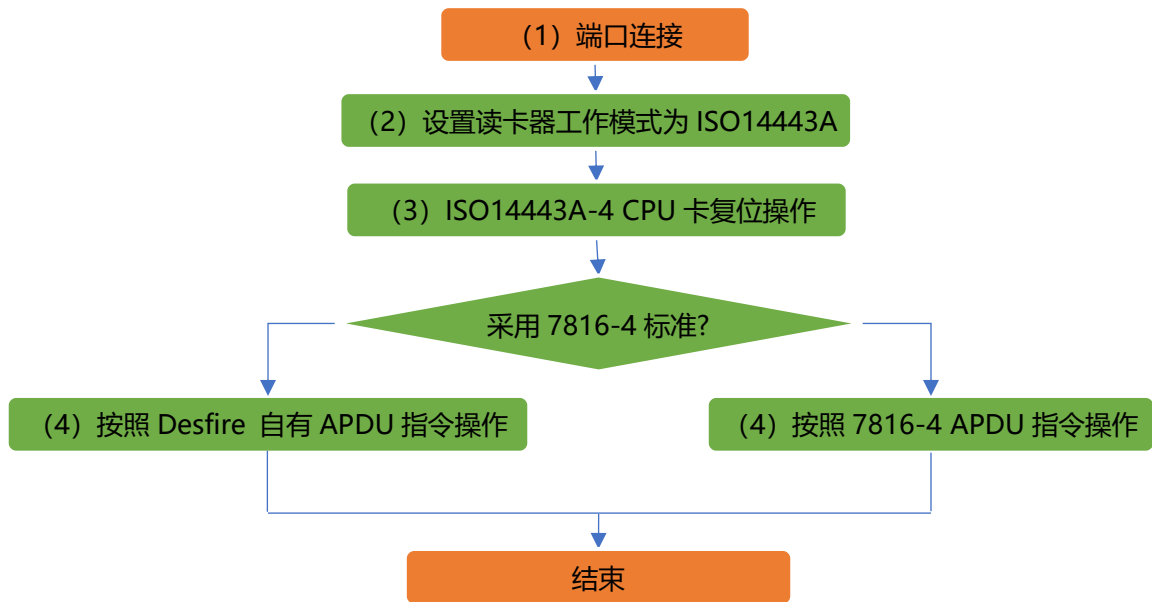 （1）端口连接
（2）设置读卡器工作模式为 ISO14443A
（3）ISO14443A-4 CPU 卡复位操作
采用 7816-4 标准?
（4）按照 Desfire 自有 APDU 指令操作
（4）按照 7816-4 APDU 指令操作
结束